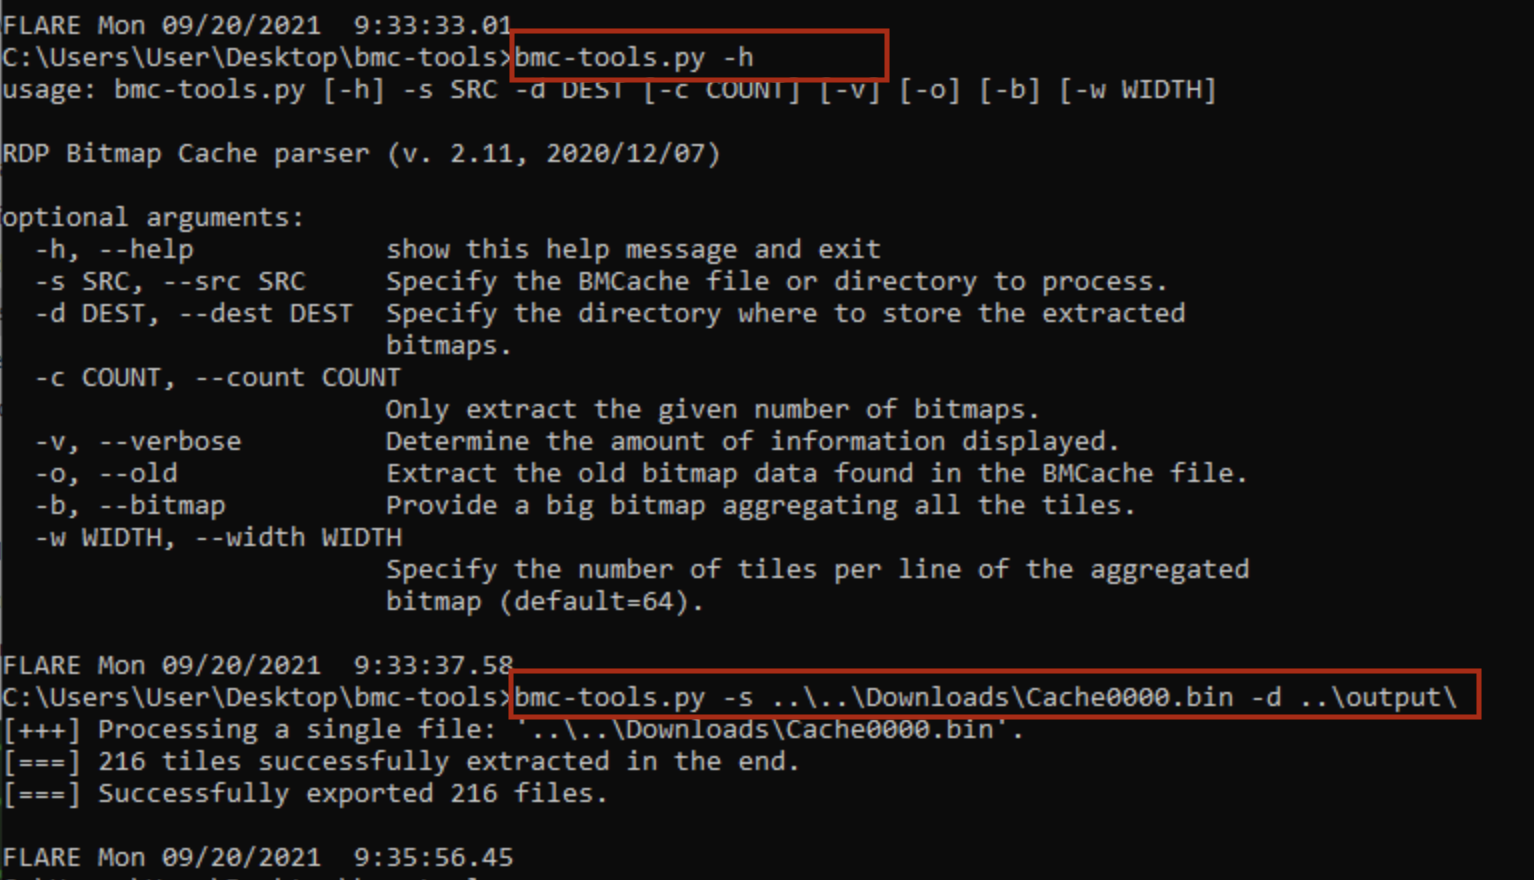 FLARE Mon 09/20/2021  9:33:33.01
C:\Users\User\Desktop\bmc-tools>bmc-tools.py -h
usage: bmc-tools.py [-h] -s SRC -d DEST [-c COUNT] [-v] [-o] [-b] [-w WIDTH]
RDP Bitmap Cache parser (v. 2.11, 2020/12/07)
optional arguments:
  -h, --help            show this help message and exit
  -s SRC, --src SRC     Specify the BMCache file or directory to process.
  -d DEST, --dest DEST  Specify the directory where to store the extracted
                        bitmaps.
  -c COUNT, --count COUNT
                        Only extract the given number of bitmaps.
  -v, --verbose         Determine the amount of information displayed.
  -o, --old             Extract the old bitmap data found in the BMCache file.
  -b, --bitmap          Provide a big bitmap aggregating all the tiles.
  -w WIDTH, --width WIDTH
                        Specify the number of tiles per line of the aggregated
                        bitmap (default=64).
FLARE Mon 09/20/2021  9:33:37.58
C:\Users\User\Desktop\bmc-tools>bmc-tools.py -s ..\..\Downloads\Cache0000.bin -d ..\output\
[+++] Processing a single file: '..\..\Downloads\Cache0000.bin'.
[===] 216 tiles successfully extracted in the end.
[===] Successfully exported 216 files.
FLARE Mon 09/20/2021  9:35:56.45